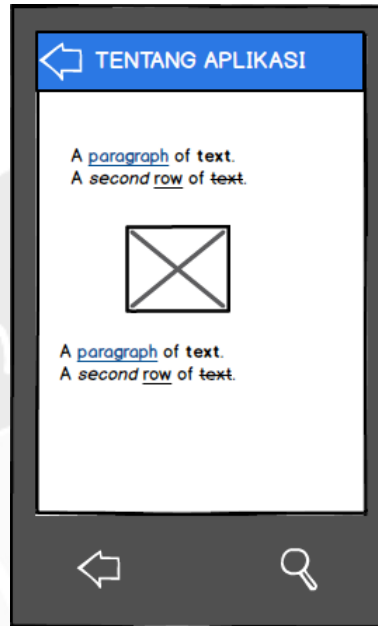 TENTANG APLIKASI
A paragraph of text.
A second row of text.
A paragraph of text.
A second row of text.